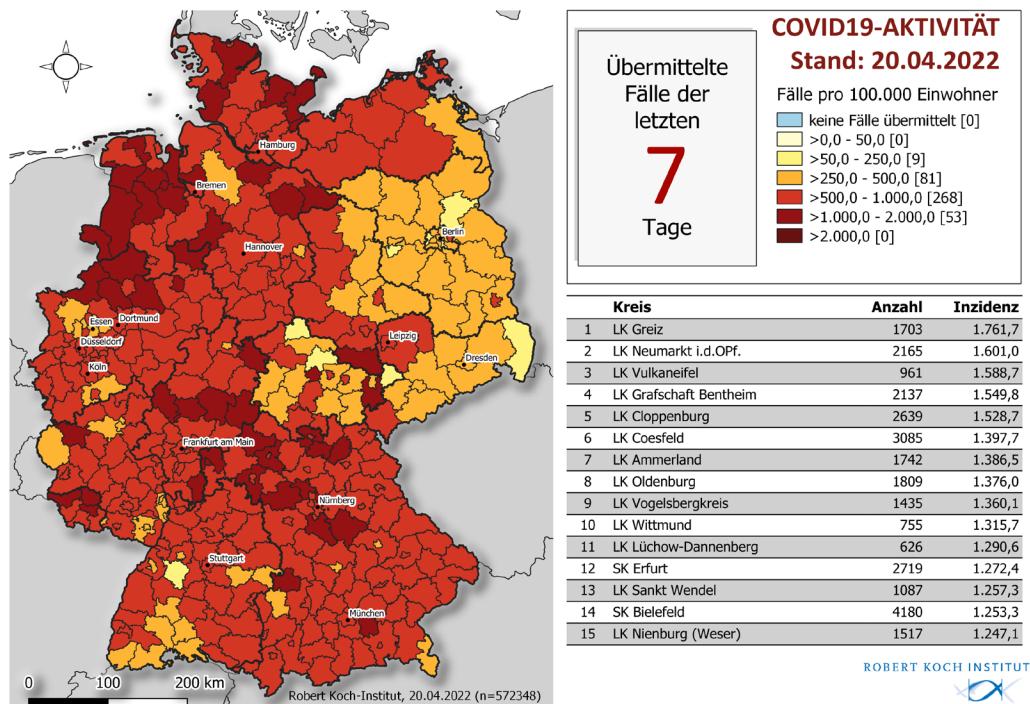 COVID19-AKTIVITÄT
Stand: 20.04.2022
Übermittelte
Fälle der
letzten
7
Tage
Fälle pro 100.000 Einwohner
keine Fälle übermittelt [0]
>0,0 - 50,0 [0]
>50,0 - 250,0 [9]
>250,0 - 500,0 [81]
>500,0 - 1.000,0 [268]
>1.000,0 - 2.000,0 [53]
>2.000,0 [0]
Hamburg
Bremen
Berlin
Hannover
Essen Dortmund
Düsseldorf
Köln
Leipzig
Dresden
Frankfurt am Main
Nürnberg
Stuttgart
München
0 100 200 km
Robert Koch-Institut, 20.04.2022 (n=572348)
Kreis Anzahl Inzidenz
1 LK Greiz 1703 1.761,7
2 LK Neumarkt i.d.OPf. 2165 1.601,0
3 LK Vulkaneifel 961 1.588,7
4 LK Grafschaft Bentheim 2137 1.549,8
5 LK Cloppenburg 2639 1.528,7
6 LK Coesfeld 3085 1.397,7
7 LK Ammerland 1742 1.386,5
8 LK Oldenburg 1809 1.376,0
9 LK Vogelsbergkreis 1435 1.360,1
10 LK Wittmund 755 1.315,7
11 LK Lüchow-Dannenberg 626 1.290,6
12 SK Erfurt 2719 1.272,4
13 LK Sankt Wendel 1087 1.257,3
14 SK Bielefeld 4180 1.253,3
15 LK Nienburg (Weser) 1517 1.247,1
ROBERT KOCH INSTITUT